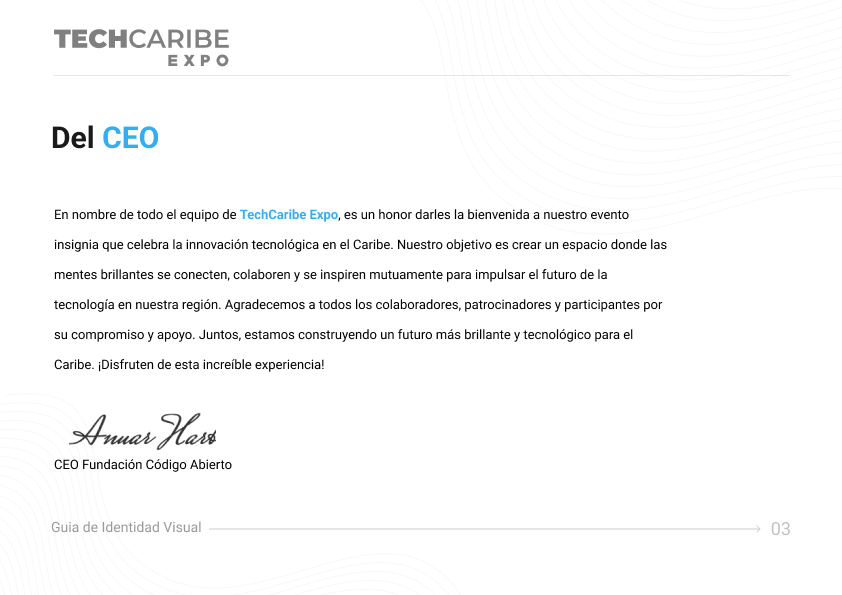 TECHCARIBE
EXPO
Del CEO
En nombre de todo el equipo de TechCaribe Expo, es un honor darles la bienvenida a nuestro evento
insignia que celebra la innovación tecnológica en el Caribe. Nuestro objetivo es crear un espacio donde las
mentes brillantes se conecten, colaboren y se inspiren mutuamente para impulsar el futuro de la
tecnología en nuestra región. Agradecemos a todos los colaboradores, patrocinadores y participantes por
su compromiso y apoyo. Juntos, estamos construyendo un futuro más brillante y tecnológico para el
Caribe. ¡Disfruten de esta increíble experiencia!
Anuar Hars
CEO Fundación Código Abierto
Guia de Identidad Visual
03